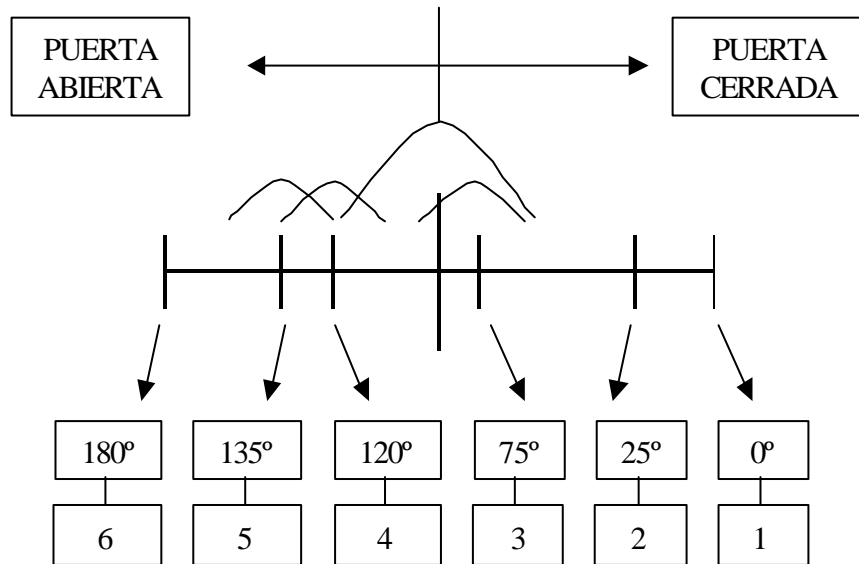 PUERTA
ABIERTA
PUERTA
CERRADA
180º
135º
120º
75º
25º
0º
6
5
4
3
2
1